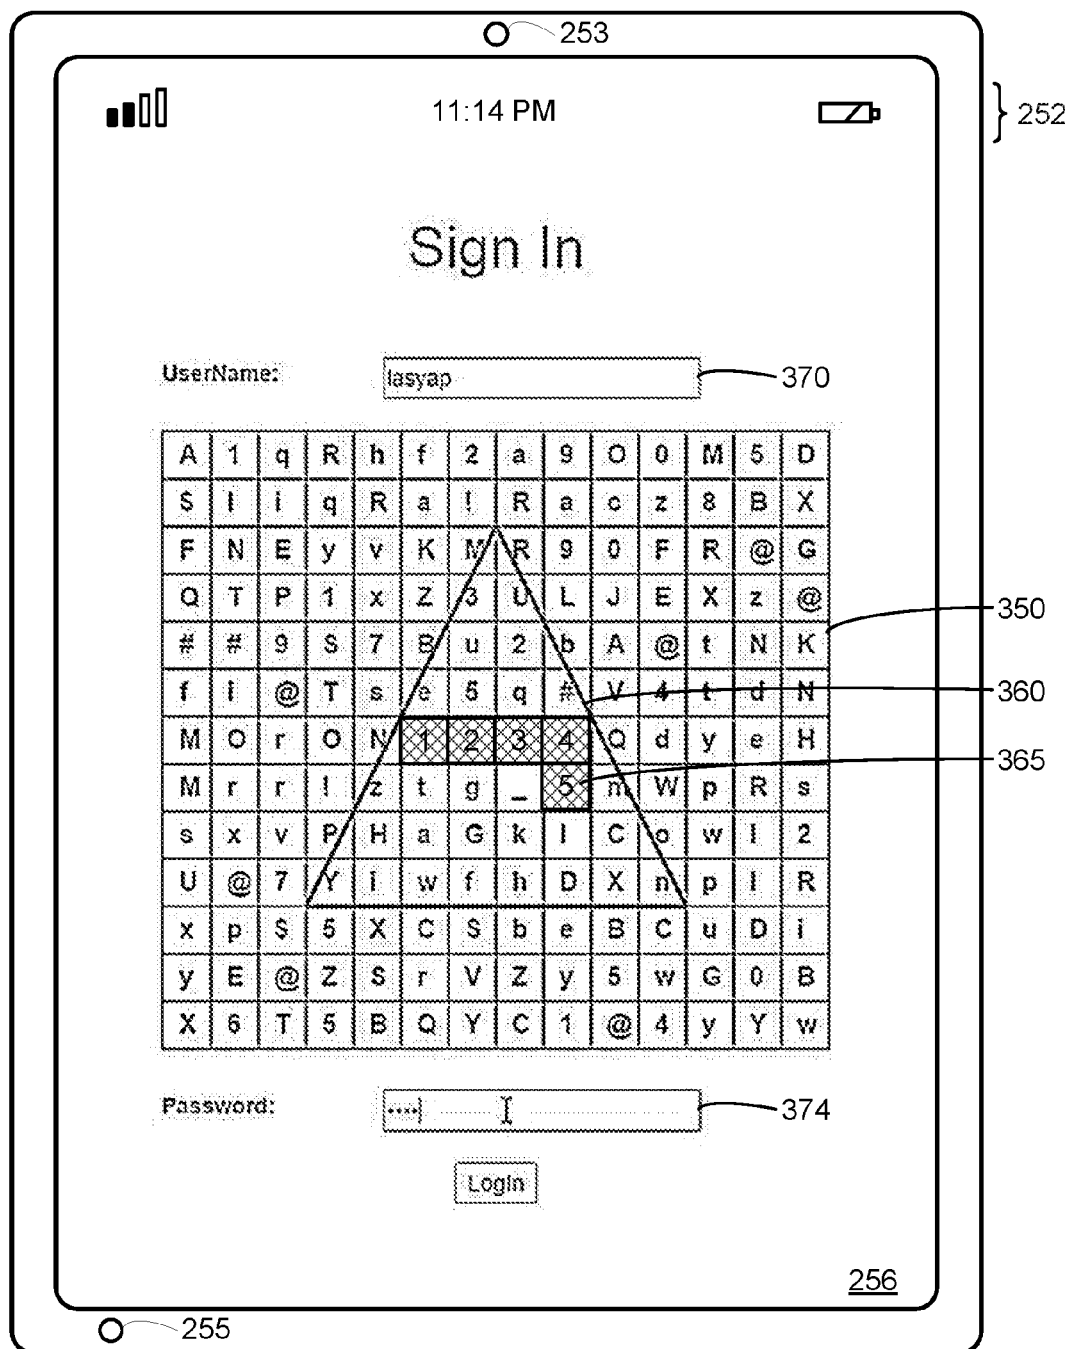 253
11:14 PM
252
Sign In
UserName: lasyap 370
A 1 q R h f 2 a 9 O 0 M 5 D
S I i q R a ! R a c z 8 B X
F N E y v K M R 9 0 F R @ G
Q T P 1 x Z 3 U L J E X z @
350
# # 9 S 7 B u 2 b A @ t N K
f i @ T s e 5 q # V 4 t d N 360
M O r O N 1 2 3 4 Q d y e H
365
M r r ! z t g _ 5 m W p R s
s x v P H a G k I C o w I 2
U @ 7 Y i w f h D X n p I R
x p S 5 X C S b e B C u D i
y E @ Z S r V Z y 5 w G 0 B
X 6 T 5 B Q Y C 1 @ 4 y Y w
Password: •••• 374
Login
256
255